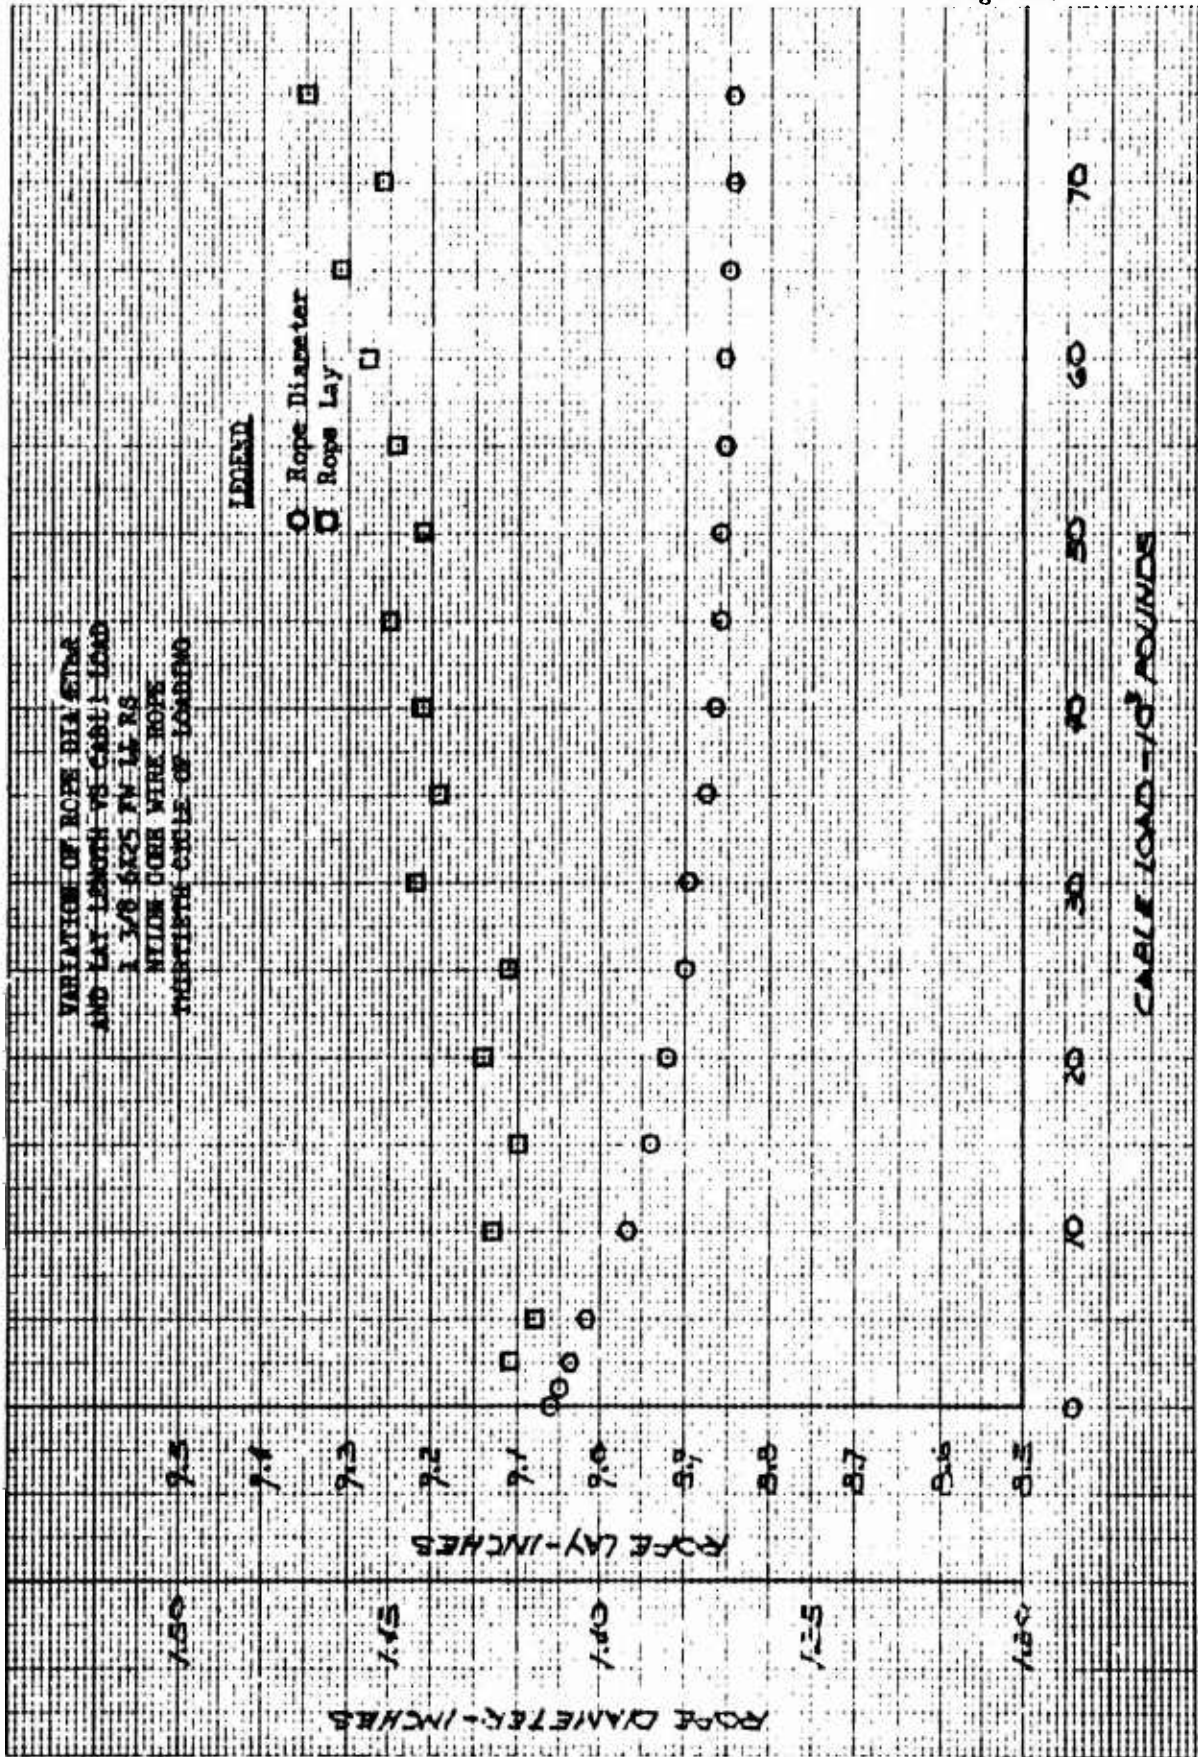 VARIATION OF ROPE DIAMETER
AND LAY LENGTH VS CABLE LOAD
1 3/8 6X25 FW LL RS
NYLON CORE WIRE ROPE
THIRTIETH CYCLE OF LOADING
LEGEND
Rope Diameter
Rope Lay
ROPE DIAMETER-INCHES
1.50
1.45
1.40
1.35
1.30
ROPE LAY-INCHES
9.5
9.4
9.3
9.2
9.1
9.0
8.9
8.8
8.7
8.6
8.5
0
10
20
30
40
50
60
70
CABLE LOAD-10³ POUNDS